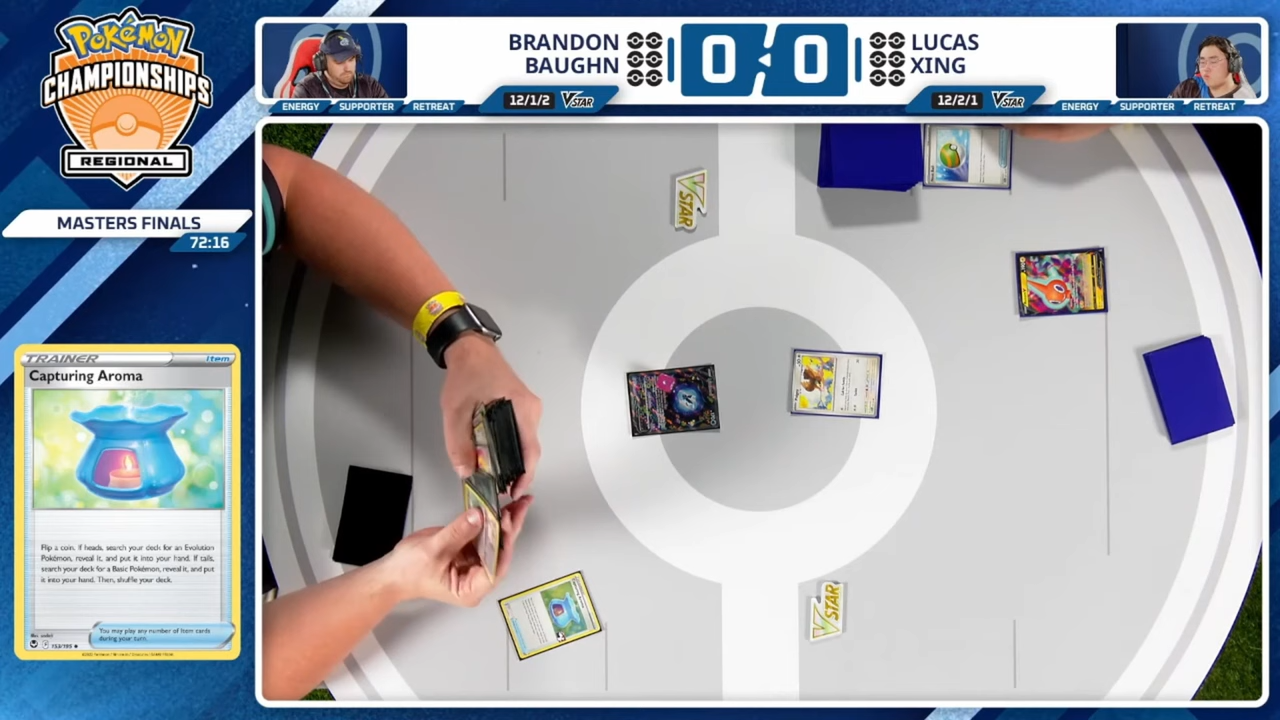 Pokémon
CHAMPIONSHIPS
REGIONAL
MASTERS FINALS
72:16
BRANDON
BAUGHN
0
0
LUCAS
XING
12/1/2
VSTAR
12/2/1
VSTAR
ENERGY
SUPPORTER
RETREAT
ENERGY
SUPPORTER
RETREAT
TRAINER
Item
Capturing Aroma
Flip a coin. If heads, search your deck for an Evolution
Pokémon, reveal it, and put it into your hand. If tails,
search your deck for a Basic Pokémon, reveal it, and put
it into your hand. Then, shuffle your deck.
You may play any number of Item cards
during your turn.
153/195
VSTAR
VSTAR